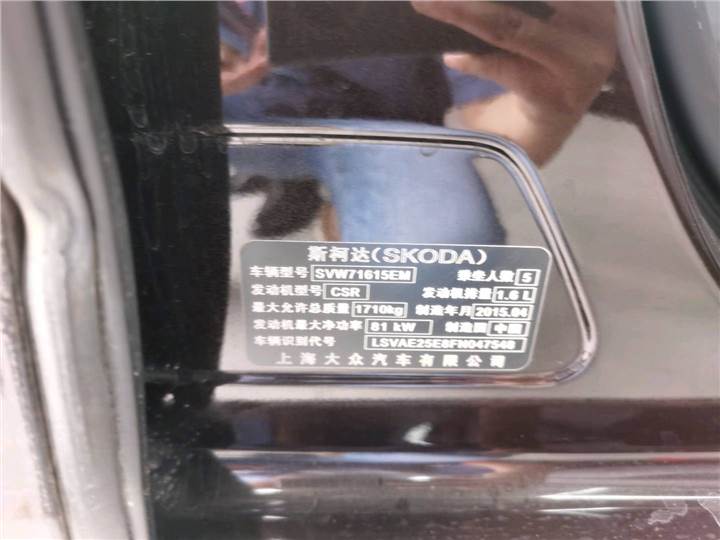 斯柯达(SKODA)
车辆型号 SVW71615EM 乘坐人数 5
发动机型号 CSR 发动机排量 1.6 L
最大允许总质量 1710kg 制造年月 2015.04
发动机最大净功率 81 kW 制造国 中国
车辆识别代号 LSVAE25E8FN047548
上海大众汽车有限公司